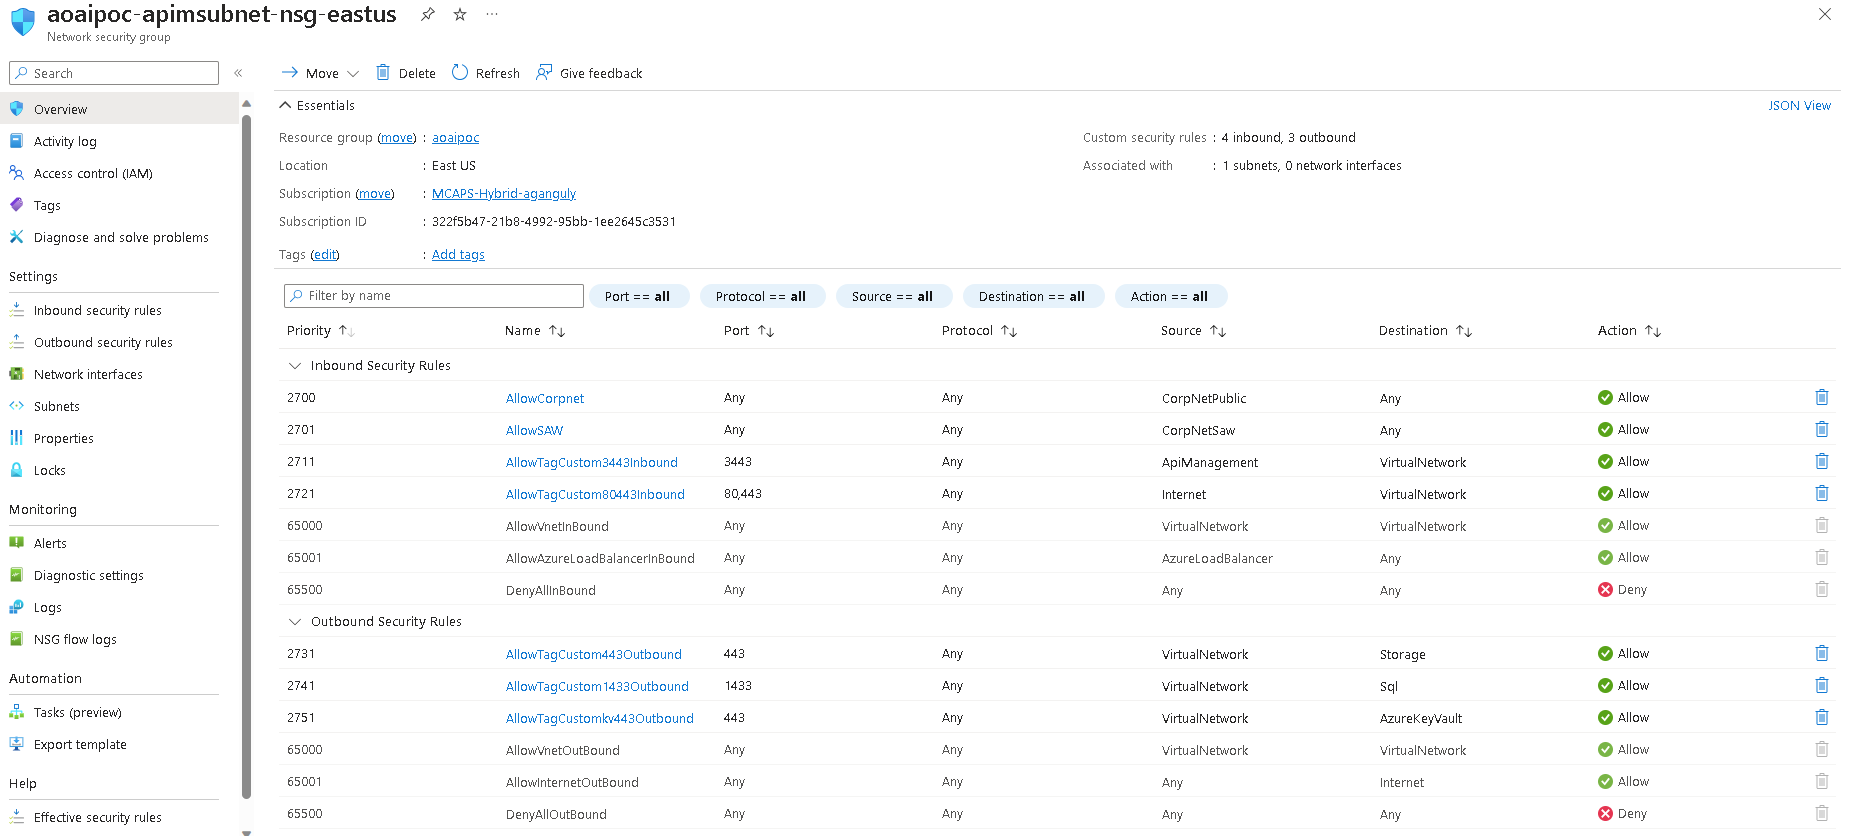 aoaipoc-apimsubnet-nsg-eastus
Network security group
Search
Move Delete Refresh Give feedback
Overview
Activity log
Access control (IAM)
Tags
Diagnose and solve problems
Settings
Inbound security rules
Outbound security rules
Network interfaces
Subnets
Properties
Locks
Monitoring
Alerts
Diagnostic settings
Logs
NSG flow logs
Automation
Tasks (preview)
Export template
Help
Effective security rules
Essentials JSON View
Resource group (move) : aoaipoc
Location : East US
Subscription (move) : MCAPS-Hybrid-aganguly
Subscription ID : 322f5b47-21b8-4992-95bb-1ee2645c3531
Tags (edit) : Add tags
Custom security rules : 4 inbound, 3 outbound
Associated with : 1 subnets, 0 network interfaces
Filter by name Port == all Protocol == all Source == all Destination == all Action == all
Priority Name Port Protocol Source Destination Action
Inbound Security Rules
2700 AllowCorpnet Any Any CorpNetPublic Any Allow
2701 AllowSAW Any Any CorpNetSaw Any Allow
2711 AllowTagCustom3443Inbound 3443 Any ApiManagement VirtualNetwork Allow
2721 AllowTagCustom80443Inbound 80,443 Any Internet VirtualNetwork Allow
65000 AllowVnetInBound Any Any VirtualNetwork VirtualNetwork Allow
65001 AllowAzureLoadBalancerInBound Any Any AzureLoadBalancer Any Allow
65500 DenyAllInBound Any Any Any Any Deny
Outbound Security Rules
2731 AllowTagCustom443Outbound 443 Any VirtualNetwork Storage Allow
2741 AllowTagCustom1433Outbound 1433 Any VirtualNetwork Sql Allow
2751 AllowTagCustomkv443Outbound 443 Any VirtualNetwork AzureKeyVault Allow
65000 AllowVnetOutBound Any Any VirtualNetwork VirtualNetwork Allow
65001 AllowInternetOutBound Any Any Any Internet Allow
65500 DenyAllOutBound Any Any Any Any Deny